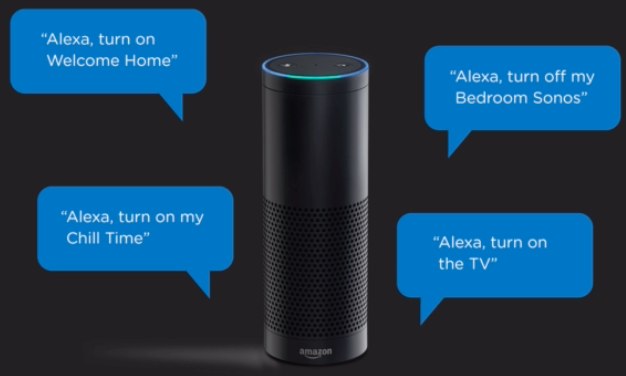 “Alexa, turn on
Welcome Home”
“Alexa, turn off my
Bedroom Sonos”
“Alexa, turn on my
Chill Time”
“Alexa, turn on
the TV”
amazon